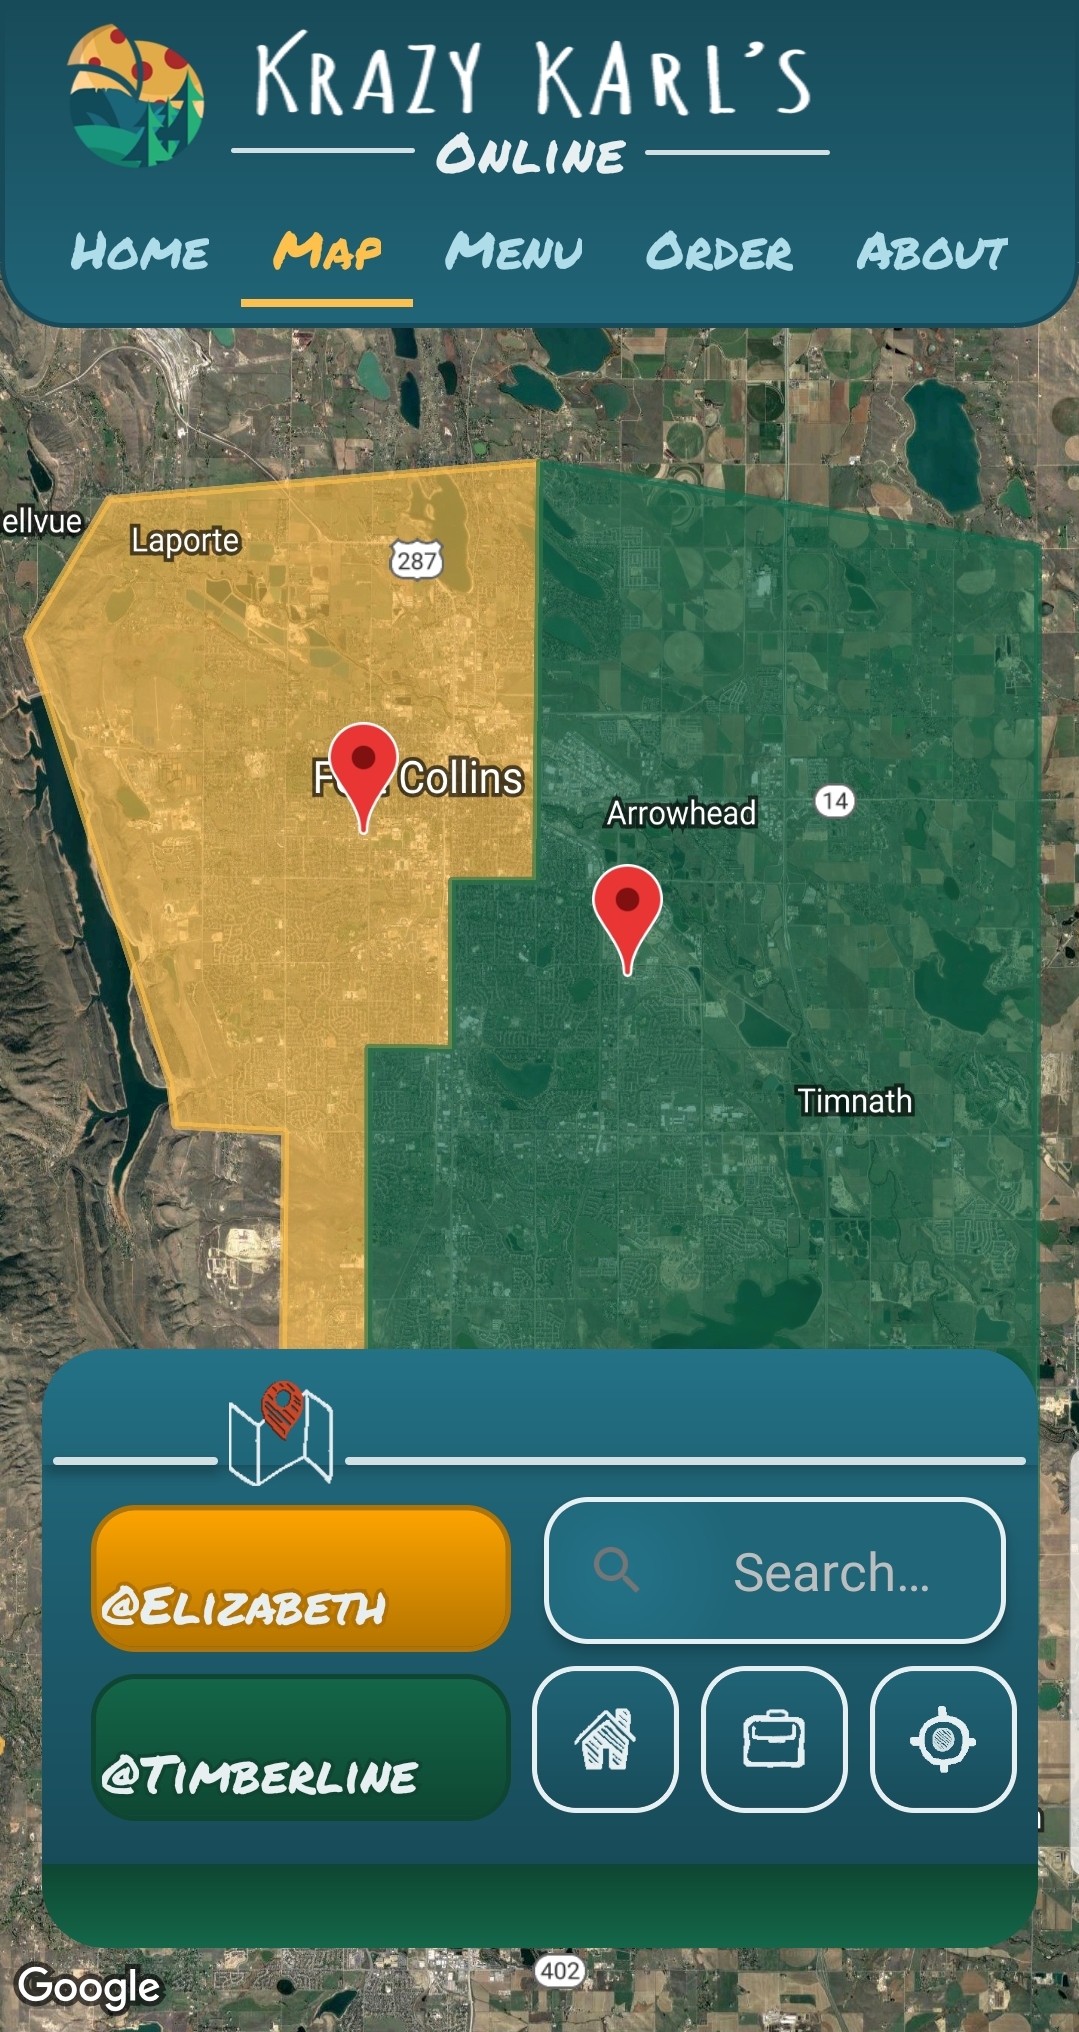 KRAZY KARL'S
ONLINE
HOME MAP MENU ORDER ABOUT
ellvue
Laporte
287
Collins
Arrowhead
14
Timnath
@ELIZABETH
Search...
@TIMBERLINE
Google
402